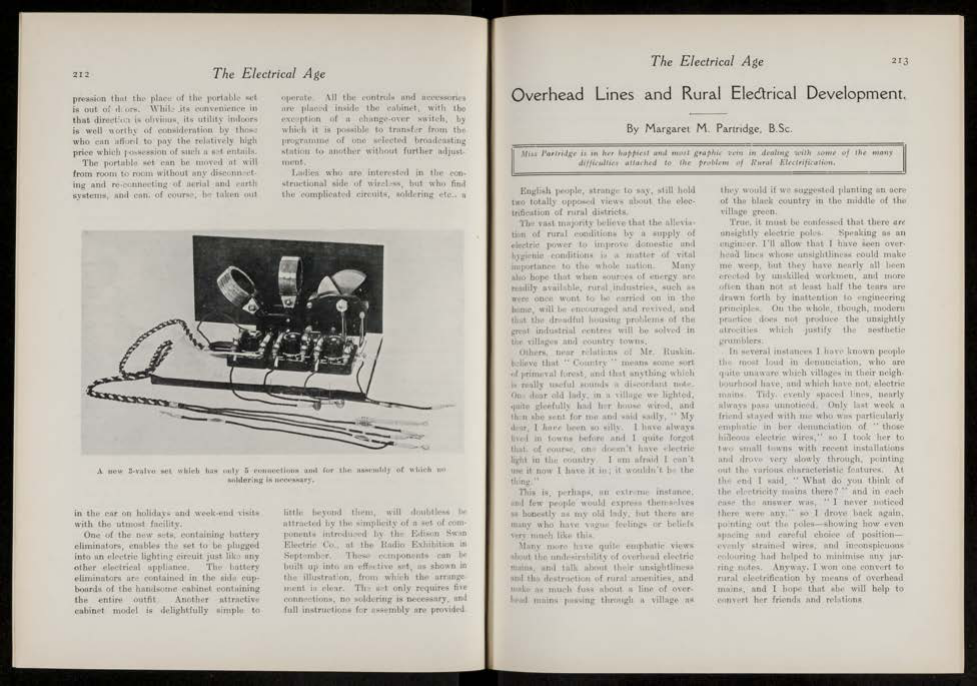 212
The Electrical Age
pression that the place of the portable set
is out of doors. While its convenience in
that direction is obvious, its utility indoors
is well worthy of consideration by those
who can afford to pay the relatively high
price which possession of such a set entails.
The portable set can be moved at will
from room to room without any disconnect-
ing and re-connecting of aerial and earth
systems, and can, of course, be taken out
operate. All the controls and accessories
are placed inside the cabinet, with the
exception of a change-over switch, by
which it is possible to transfer from the
programme of one selected broadcasting
station to another without further adjust-
ment.
Ladies who are interested in the con-
structional side of wireless, but who find
the complicated circuits, soldering etc., a
A new 5-valve set which has only 5 connections and for the assembly of which no
soldering is necessary.
in the car on holidays and week-end visits
with the utmost facility.
One of the new sets, containing battery
eliminators, enables the set to be plugged
into an electric lighting circuit just like any
other electrical appliance. The battery
eliminators are contained in the side cup-
boards of the handsome cabinet containing
the entire outfit. Another attractive
cabinet model is delightfully simple to
little beyond them, will doubtless be
attracted by the simplicity of a set of com-
ponents introduced by the Edison Swan
Electric Co., at the Radio Exhibition in
September. These components can be
built up into an effective set, as shown in
the illustration, from which the arrange-
ment is clear. The set only requires five
connections, no soldering is necessary, and
full instructions for assembly are provided.
The Electrical Age
213
Overhead Lines and Rural Electrical Development.
By Margaret M. Partridge, B.Sc.
Miss Partridge is in her happiest and most graphic vein in dealing with some of the many
difficulties attached to the problem of Rural Electrification.
English people, strange to say, still hold
two totally opposed views about the elec-
trification of rural districts.
The vast majority believe that the allevia-
tion of rural conditions by a supply of
electric power to improve domestic and
hygienic conditions is a matter of vital
importance to the whole nation. Many
also hope that when sources of energy are
readily available, rural industries, such as
were once wont to be carried on in the
home, will be encouraged and revived, and
that the dreadful housing problems of the
great industrial centres will be solved in
the villages and country towns.
Others, near relations of Mr. Ruskin,
believe that " Country " means some sort
of primeval forest, and that anything which
is really useful sounds a discordant note.
One dear old lady, in a village we lighted,
quite gleefully had her house wired, and
then she sent for me and said sadly, " My
dear, I have been so silly. I have always
lived in towns before and I quite forgot
that, of course, one doesn't have electric
light in the country I am afraid I can't
use it now I have it in; it wouldn't be the
thing."
This is, perhaps, an extreme instance,
and few people would express themselves
as honestly as my old lady, but there are
many who have vague feelings or beliefs
very much like this.
Many more have quite emphatic views
about the undesirability of overhead electric
mains, and talk about their unsightliness
and the destruction of rural amenities, and
make as much fuss about a line of over-
head mains passing through a village as
they would if we suggested planting an acre
of the black country in the middle of the
village green.
True, it must be confessed that there are
unsightly electric poles. Speaking as an
engineer, I'll allow that I have seen over-
head lines whose unsightliness could make
me weep, but they have nearly all been
erected by unskilled workmen, and more
often than not at least half the tears are
drawn forth by inattention to engineering
principles. On the whole, though, modern
practice does not produce the unsightly
atrocities which justify the aesthetic
grumblers.
In several instances I have known people
the most loud in denunciation, who are
quite unaware which villages in their neigh-
bourhood have, and which have not, electric
mains. Tidy, evenly spaced lines, nearly
always pass unnoticed. Only last week a
friend stayed with me who was particularly
emphatic in her denunciation of " those
hideous electric wires," so I took her to
two small towns with recent installations
and drove very slowly through, pointing
out the various characteristic features. At
the end I said, " What do you think of
the electricity mains there? " and in each
case the answer was, " I never noticed
there were any," so I drove back again,
pointing out the poles—showing how even
spacing and careful choice of position—
evenly strained wires, and inconspicuous
colouring had helped to minimise any jar-
ring notes. Anyway, I won one convert to
rural electrification by means of overhead
mains, and I hope that she will help to
convert her friends and relations